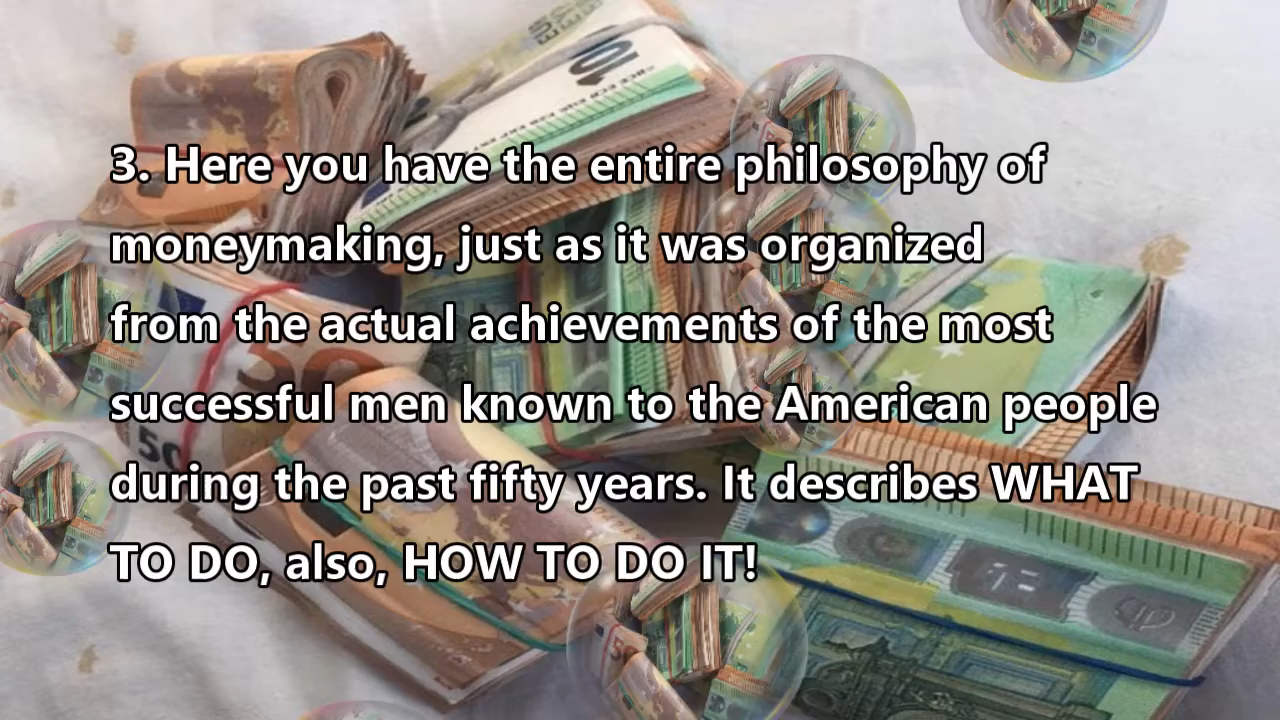 3. Here you have the entire philosophy of
moneymaking, just as it was organized
from the actual achievements of the most
successful men known to the American people
during the past fifty years. It describes WHAT
TO DO, also, HOW TO DO IT!